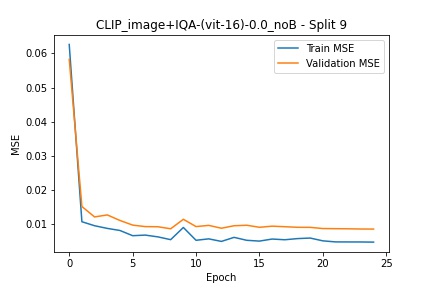 CLIP_image+IQA-(vit-16)-0.0_noB - Split 9
Train MSE
Validation MSE
0.06
0.05
0.04
0.03
0.02
0.01
MSE
0
5
10
15
20
25
Epoch